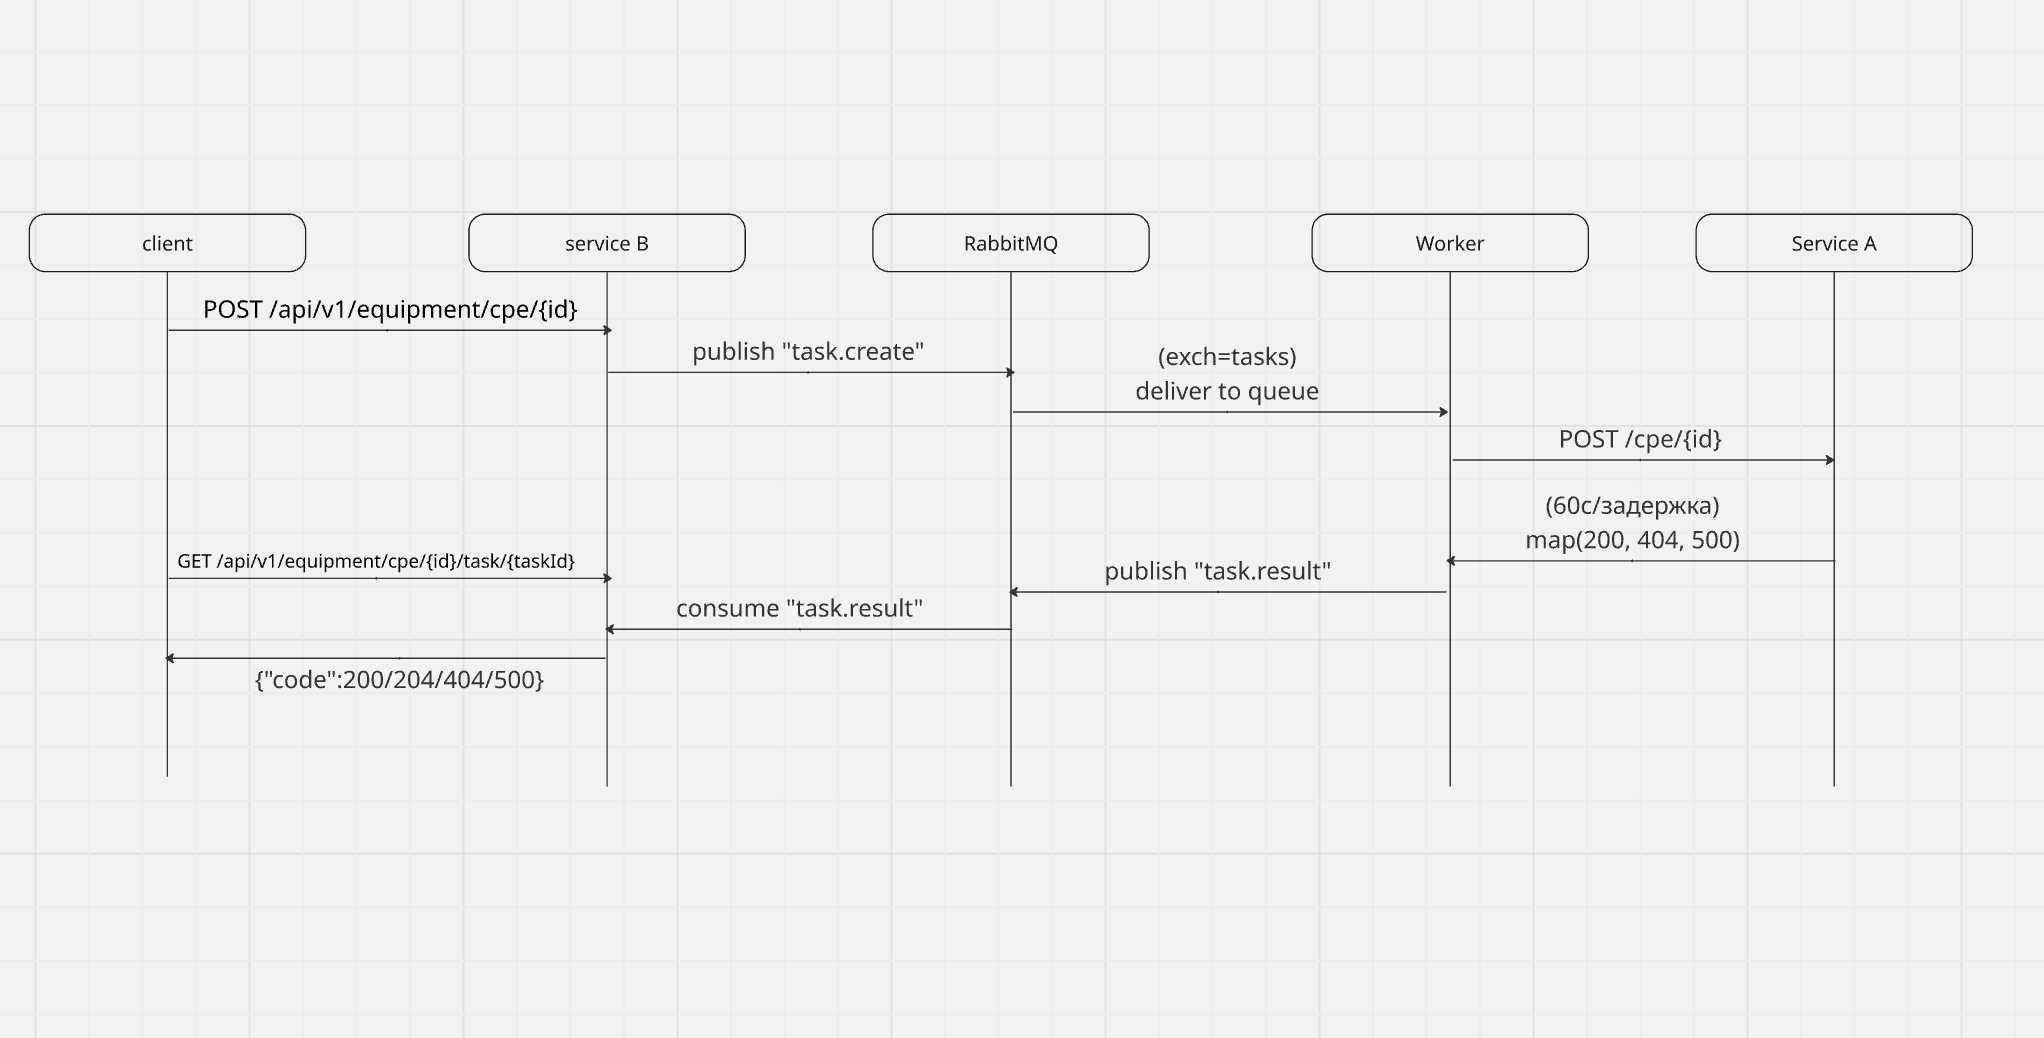 client
service B
RabbitMQ
Worker
Service A
POST /api/v1/equipment/cpe/{id}
publish "task.create"
(exch=tasks)
deliver to queue
POST /cpe/{id}
(60с/задержка)
map(200, 404, 500)
GET /api/v1/equipment/cpe/{id}/task/{taskId}
publish "task.result"
consume "task.result"
{"code":200/204/404/500}